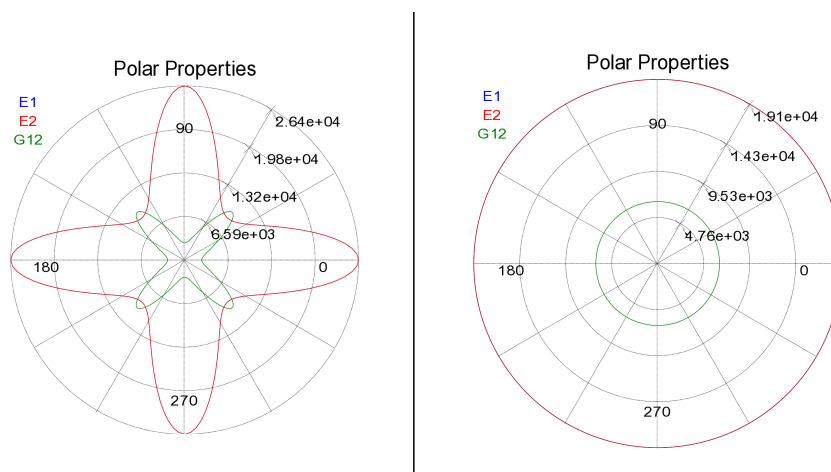 Polar Properties
E1
E2
G12
2.64e+04
90
1.98e+04
1.32e+04
6.59e+03
180
0
270
Polar Properties
E1
E2
G12
1.91e+04
90
1.43e+04
9.53e+03
4.76e+03
180
0
270